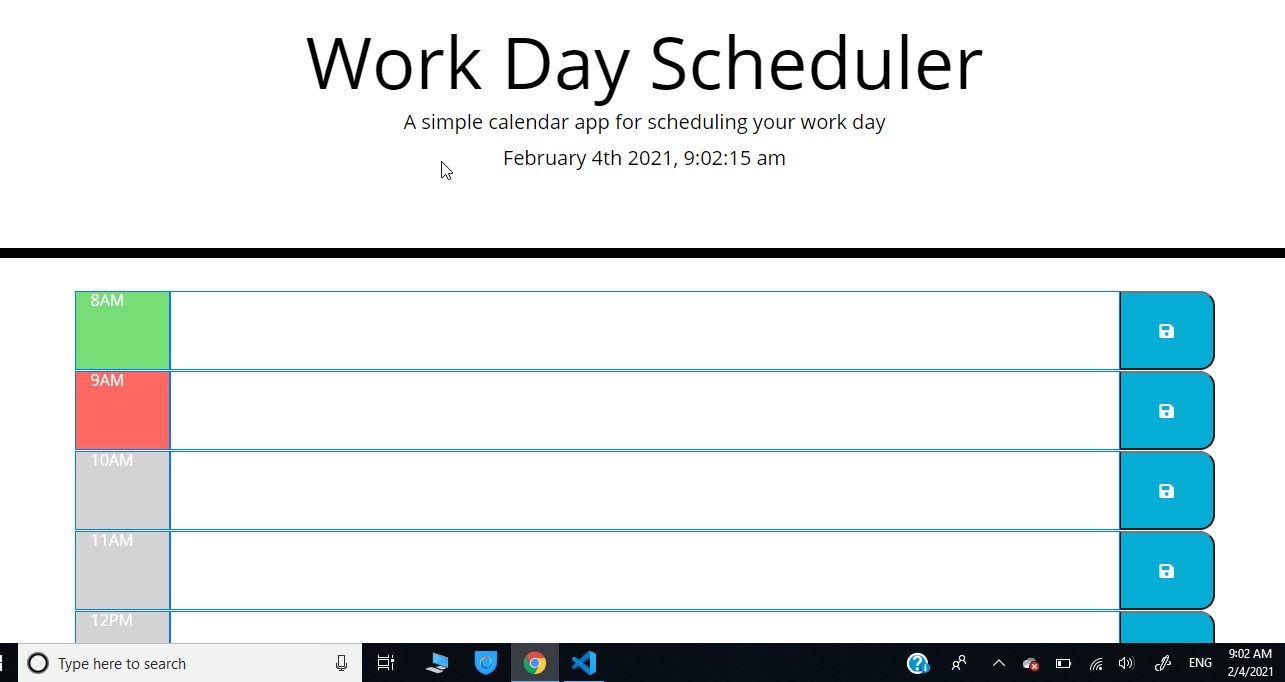 Work Day Scheduler
A simple calendar app for scheduling your work day
February 4th 2021, 9:02:15 am
8AM
9AM
10AM
11AM
12PM
Type here to search
ENG
9:02 AM
2/4/2021